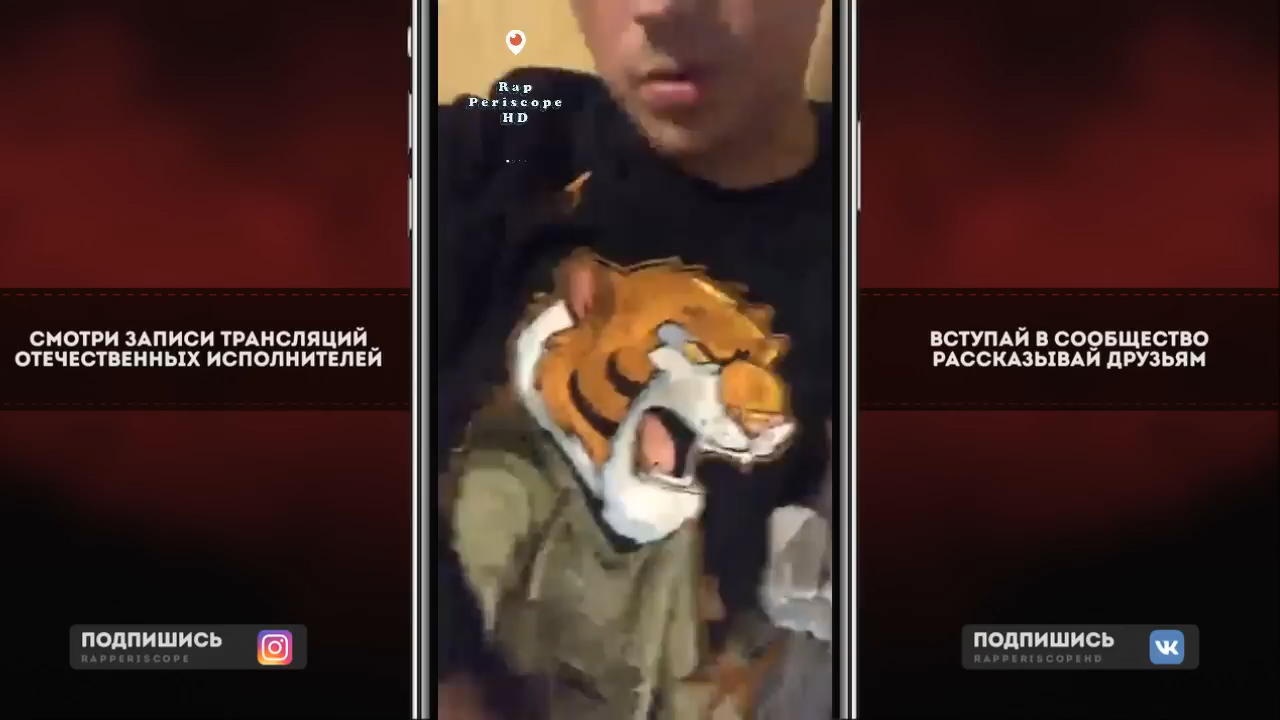 Rap
Periscope
HD
СМОТРИ ЗАПИСИ ТРАНСЛЯЦИЙ
ОТЕЧЕСТВЕННЫХ ИСПОЛНИТЕЛЕЙ
ВСТУПАЙ В СООБЩЕСТВО
РАССКАЗЫВАЙ ДРУЗЬЯМ
ПОДПИШИСЬ
RAPPERISCOPE
ПОДПИШИСЬ
RAPPERISCOPEHD